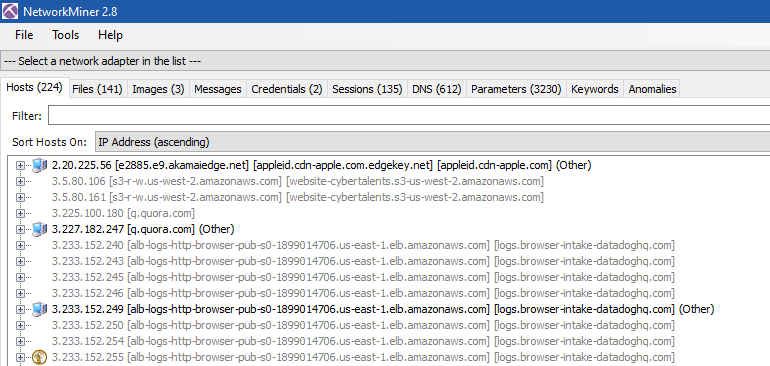 NetworkMiner 2.8
File Tools Help
--- Select a network adapter in the list ---
Hosts (224) Files (141) Images (3) Messages Credentials (2) Sessions (135) DNS (612) Parameters (3230) Keywords Anomalies
Filter:
Sort Hosts On: IP Address (ascending)
2.20.225.56 [e2885.e9.akamaiedge.net] [appleid.cdn-apple.com.edgekey.net] [appleid.cdn-apple.com] (Other)
3.5.80.106 [s3-r-w.us-west-2.amazonaws.com] [website-cybertalents.s3-us-west-2.amazonaws.com]
3.5.80.161 [s3-r-w.us-west-2.amazonaws.com] [website-cybertalents.s3-us-west-2.amazonaws.com]
3.225.100.180 [q.quora.com]
3.227.182.247 [q.quora.com] (Other)
3.233.152.240 [alb-logs-http-browser-pub-s0-1899014706.us-east-1.elb.amazonaws.com] [logs.browser-intake-datadoghq.com]
3.233.152.243 [alb-logs-http-browser-pub-s0-1899014706.us-east-1.elb.amazonaws.com] [logs.browser-intake-datadoghq.com]
3.233.152.245 [alb-logs-http-browser-pub-s0-1899014706.us-east-1.elb.amazonaws.com] [logs.browser-intake-datadoghq.com]
3.233.152.246 [alb-logs-http-browser-pub-s0-1899014706.us-east-1.elb.amazonaws.com] [logs.browser-intake-datadoghq.com]
3.233.152.249 [alb-logs-http-browser-pub-s0-1899014706.us-east-1.elb.amazonaws.com] [logs.browser-intake-datadoghq.com] (Other)
3.233.152.250 [alb-logs-http-browser-pub-s0-1899014706.us-east-1.elb.amazonaws.com] [logs.browser-intake-datadoghq.com]
3.233.152.254 [alb-logs-http-browser-pub-s0-1899014706.us-east-1.elb.amazonaws.com] [logs.browser-intake-datadoghq.com]
3.233.152.255 [alb-logs-http-browser-pub-s0-1899014706.us-east-1.elb.amazonaws.com] [logs.browser-intake-datadoghq.com]